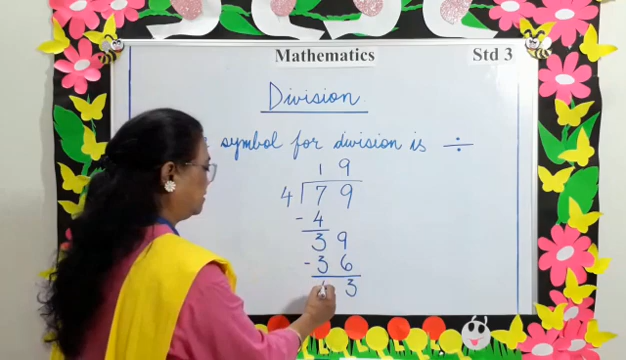 Mathematics Std 3
Division
symbol for division is ÷
1 9
4 7 9
- 4
3 9
- 3 6
3